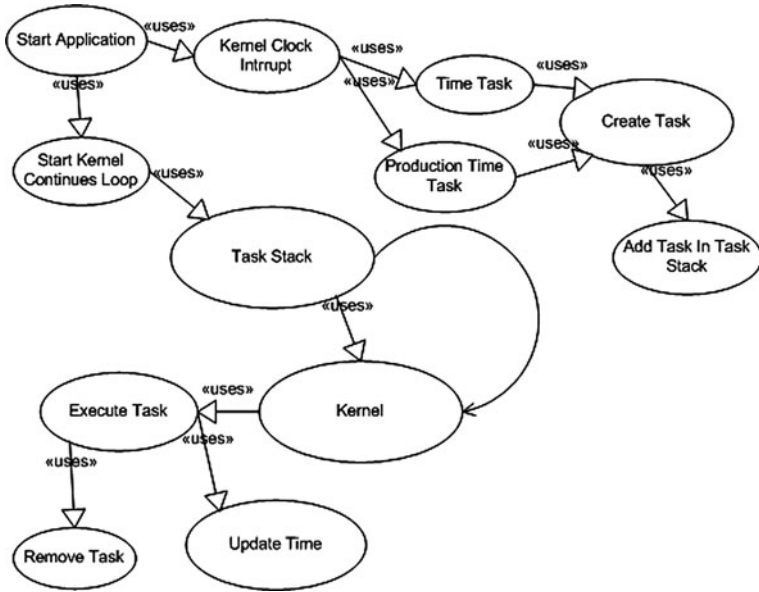 «uses»
Start Application
«uses»
Kernel Clock
Intrrupt
«uses»
«uses»
Time Task
«uses»
Create Task
«uses»
Start Kernel
Continues Loop
«uses»
Production Time
Task
«uses»
«uses»
Add Task In Task
Stack
Task Stack
«uses»
Kernel
«uses»
Execute Task
«uses»
«uses»
Remove Task
Update Time